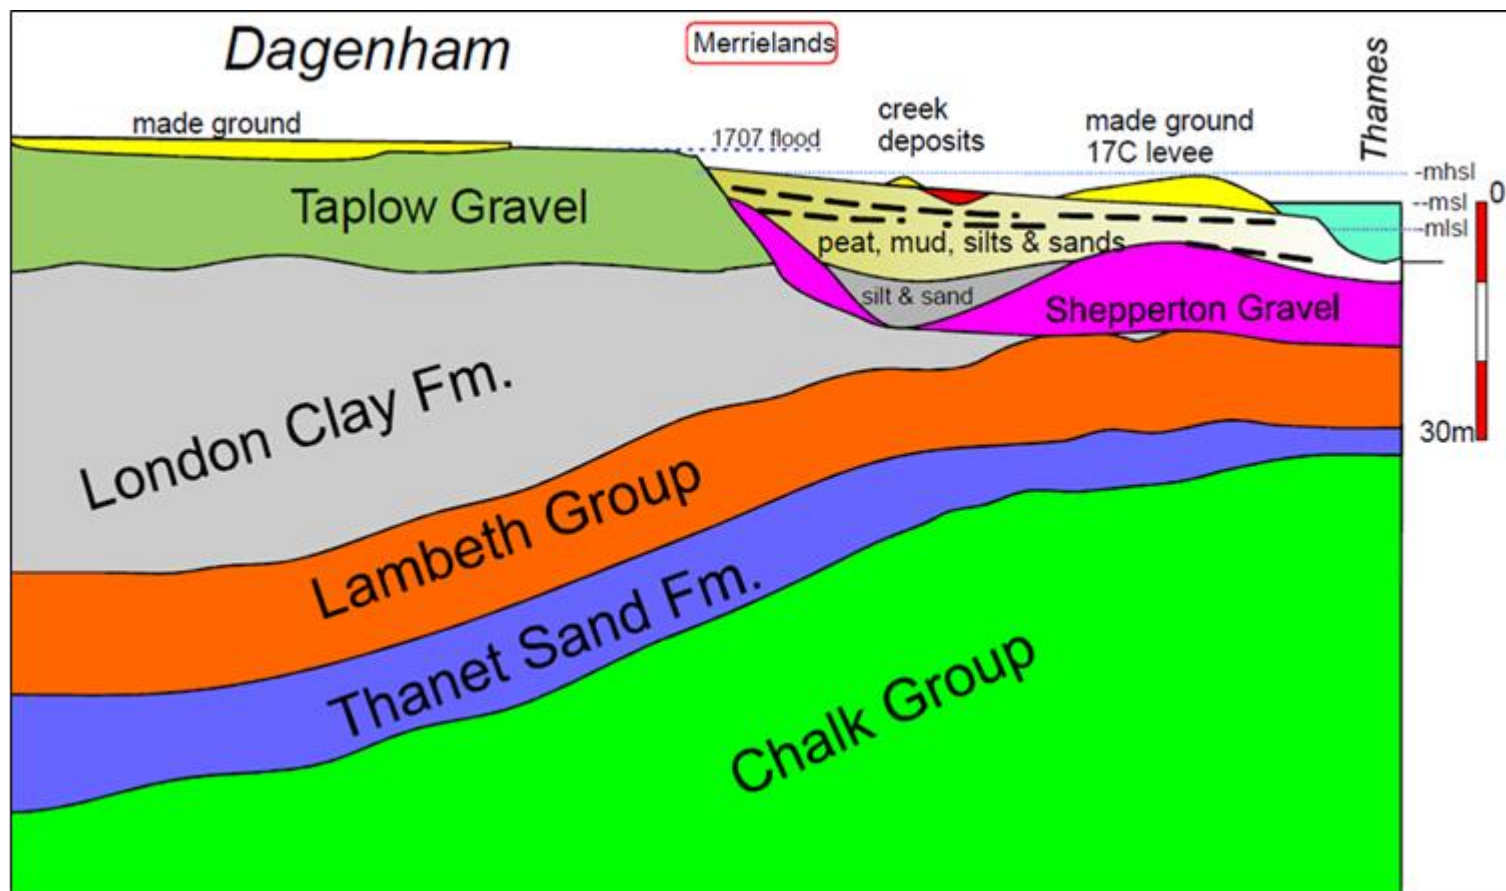 Dagenham
Merrielands
Thames
made ground
1707 flood
creek
deposits
made ground
17C levee
-mhsl
0
--msl
mlsl
Taplow Gravel
peat, mud, silts & sands
silt & sand
Shepperton Gravel
London Clay Fm.
30m
Lambeth Group
Thanet Sand Fm.
Chalk Group